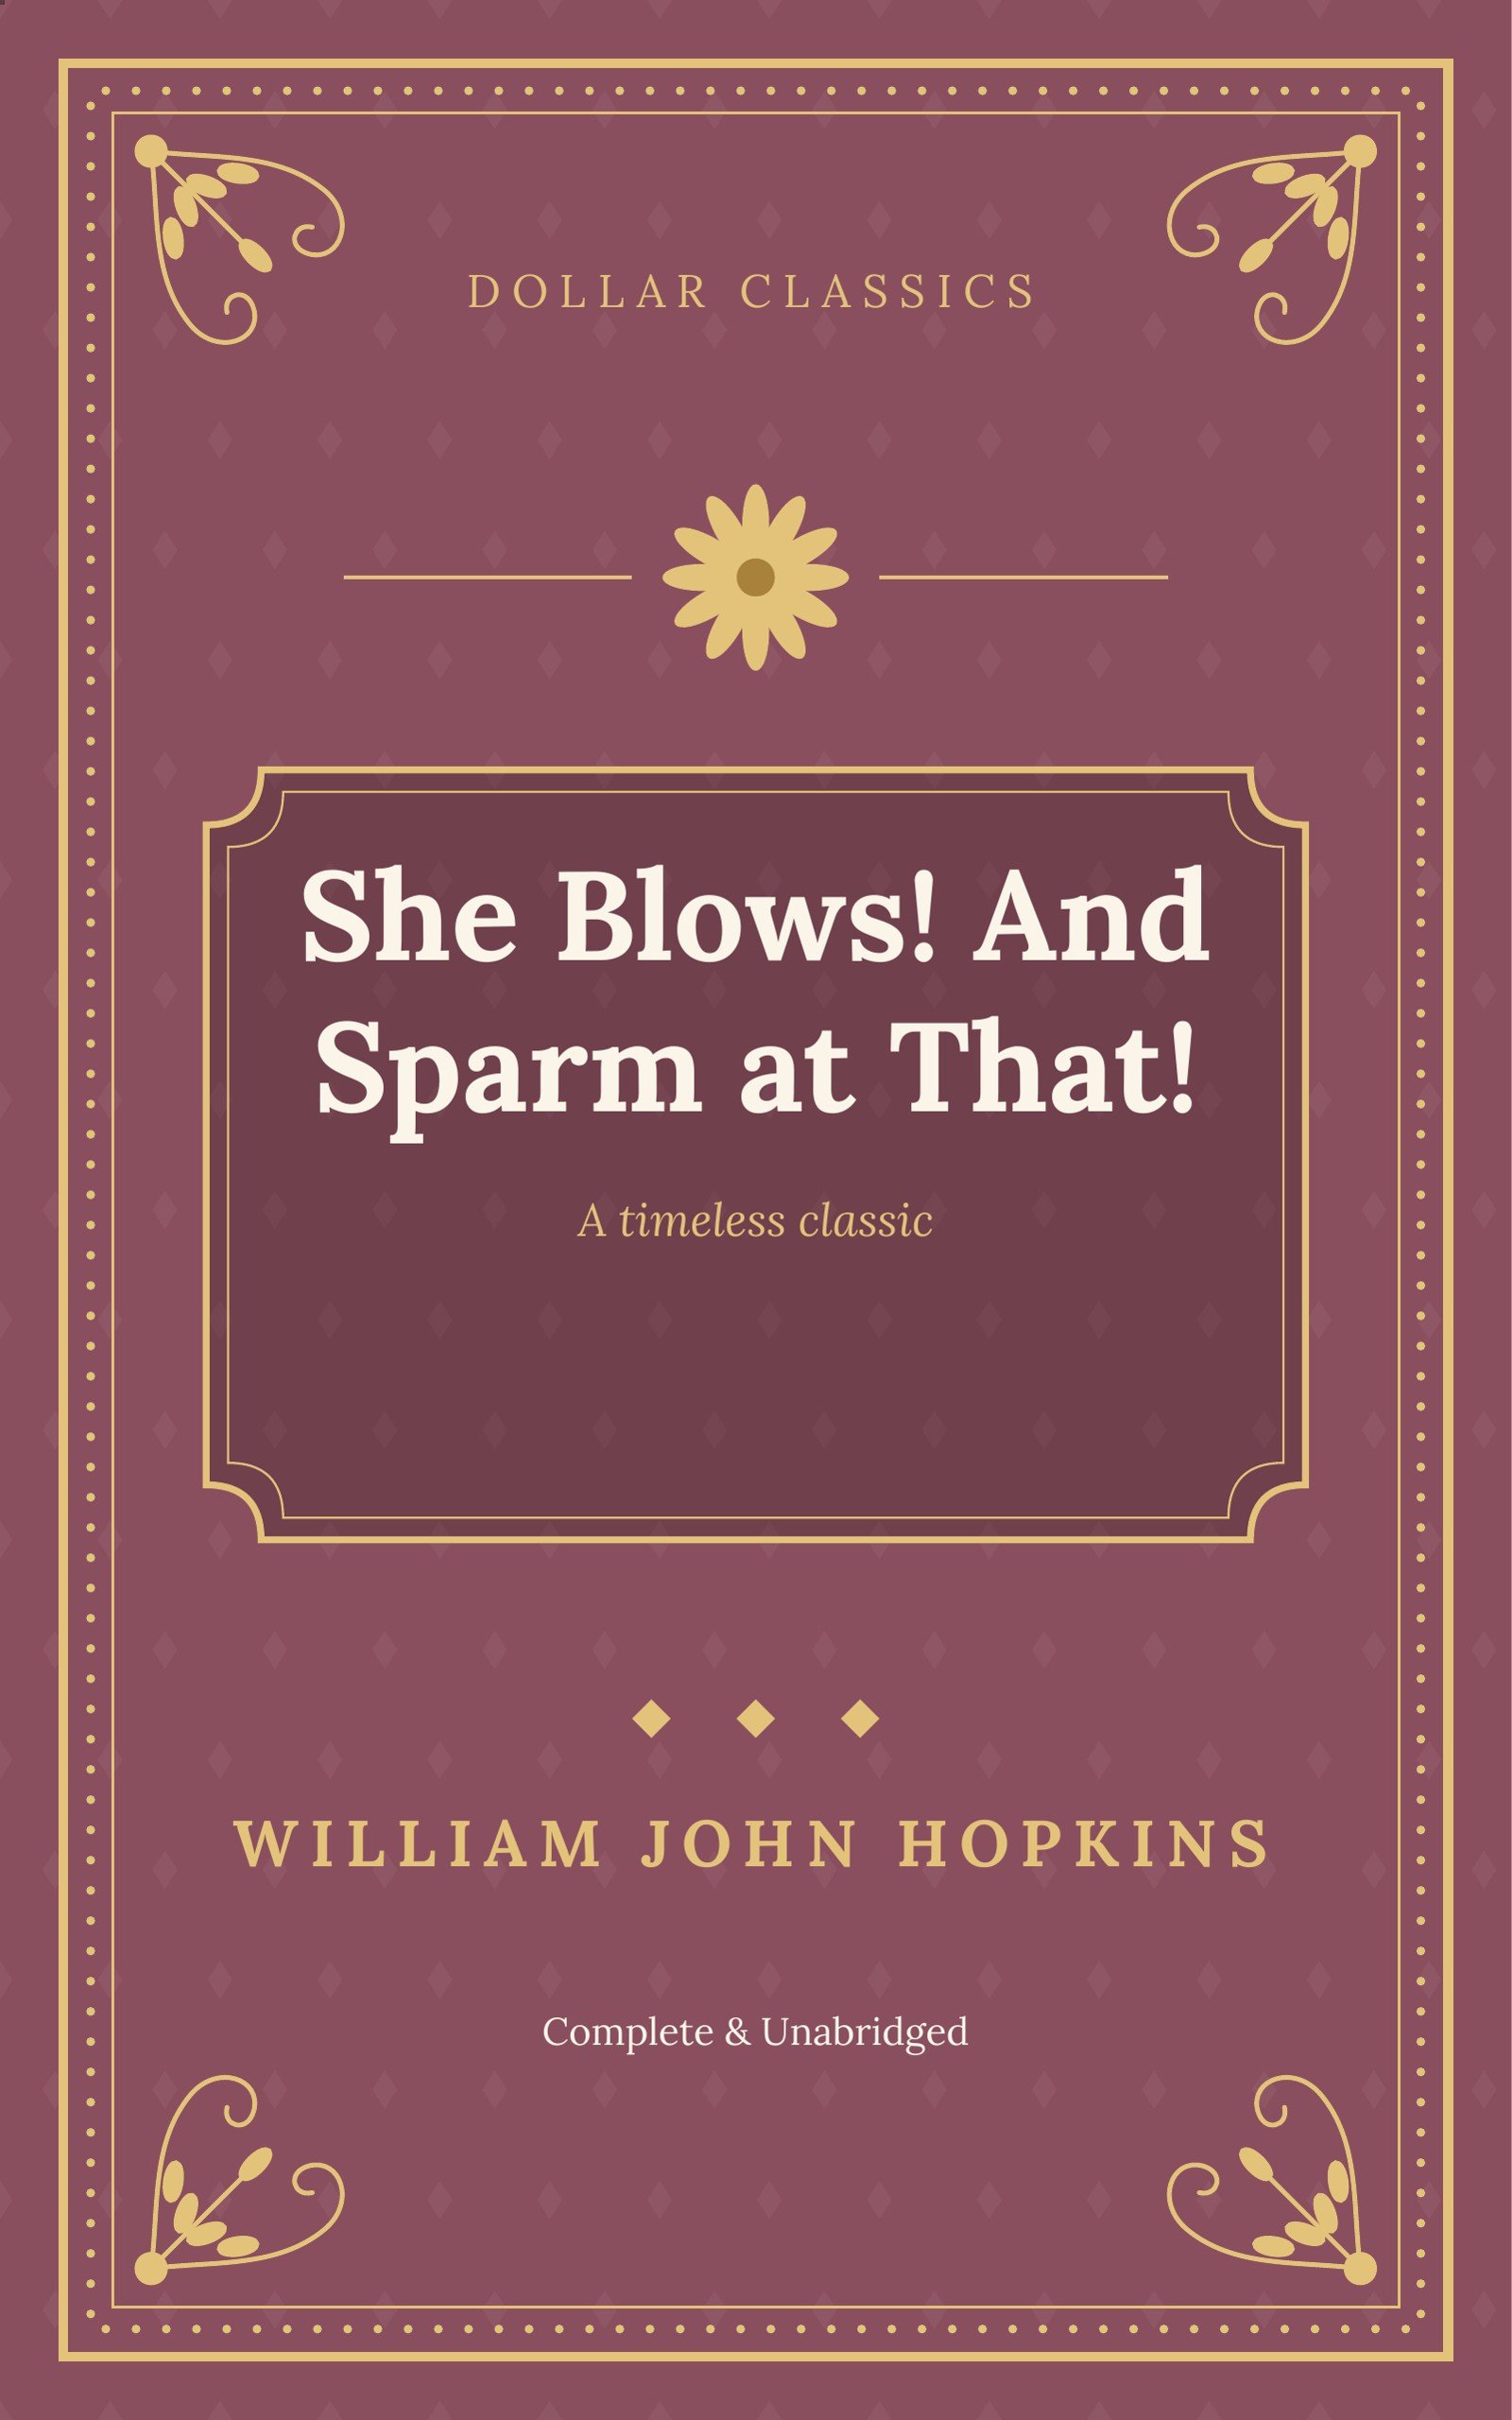 DOLLAR CLASSICS
She Blows! And
Sparm at That!
A timeless classic
WILLIAM JOHN HOPKINS
Complete & Unabridged